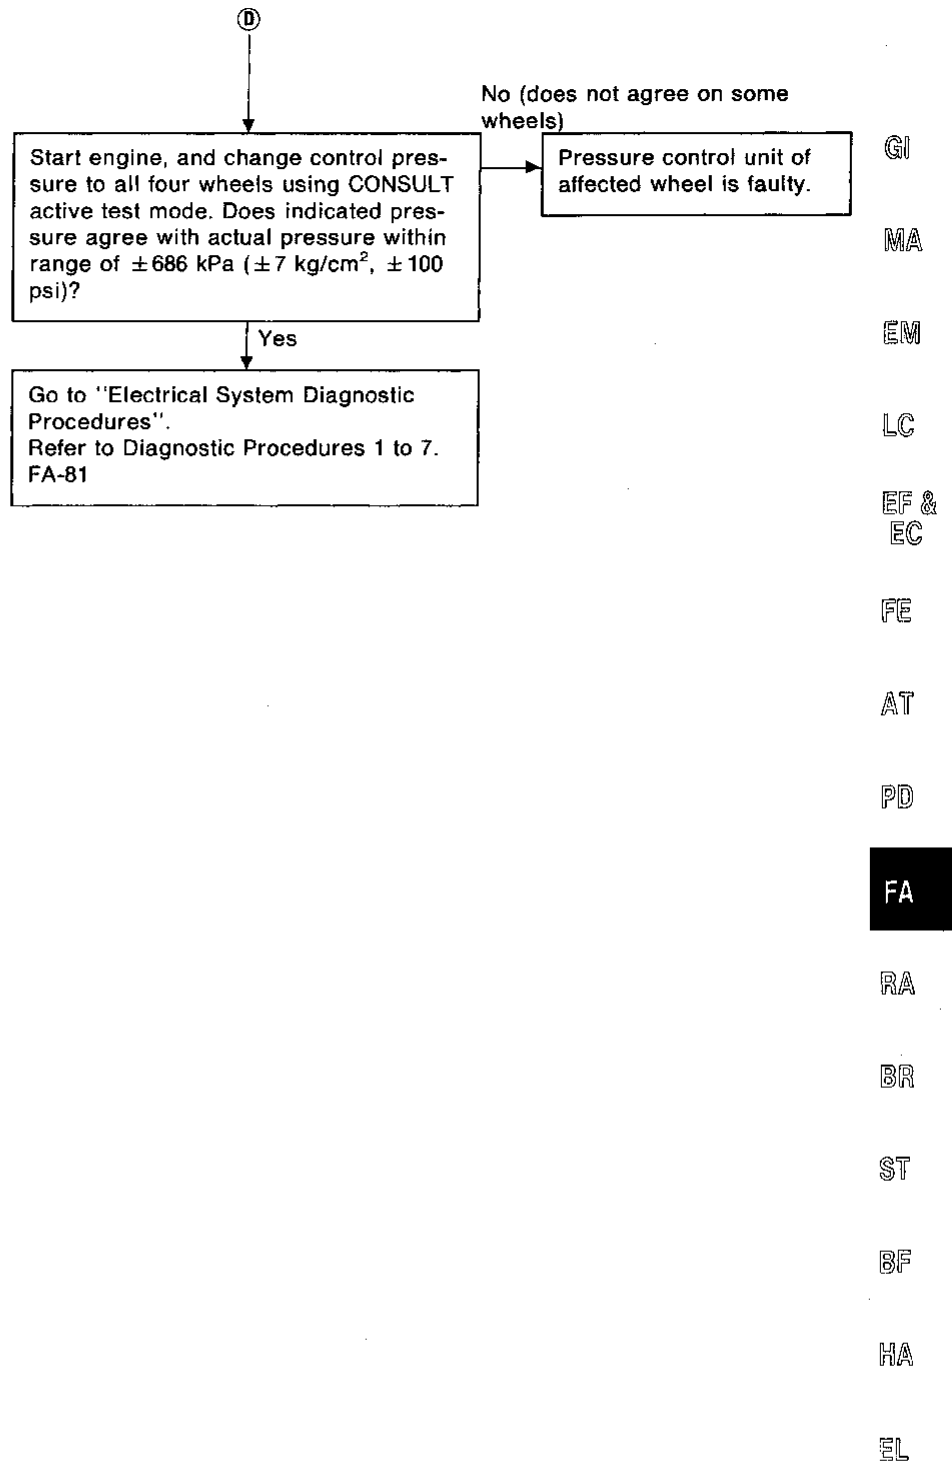 D
No (does not agree on some
wheels)
Start engine, and change control pres-
sure to all four wheels using CONSULT
active test mode. Does indicated pres-
sure agree with actual pressure within
range of ±686 kPa (±7 kg/cm², ±100
psi)?
Pressure control unit of
affected wheel is faulty.
Yes
Go to ''Electrical System Diagnostic
Procedures''.
Refer to Diagnostic Procedures 1 to 7.
FA-81
GI
MA
EM
LC
EF &
EC
FE
AT
PD
FA
RA
BR
ST
BF
HA
EL